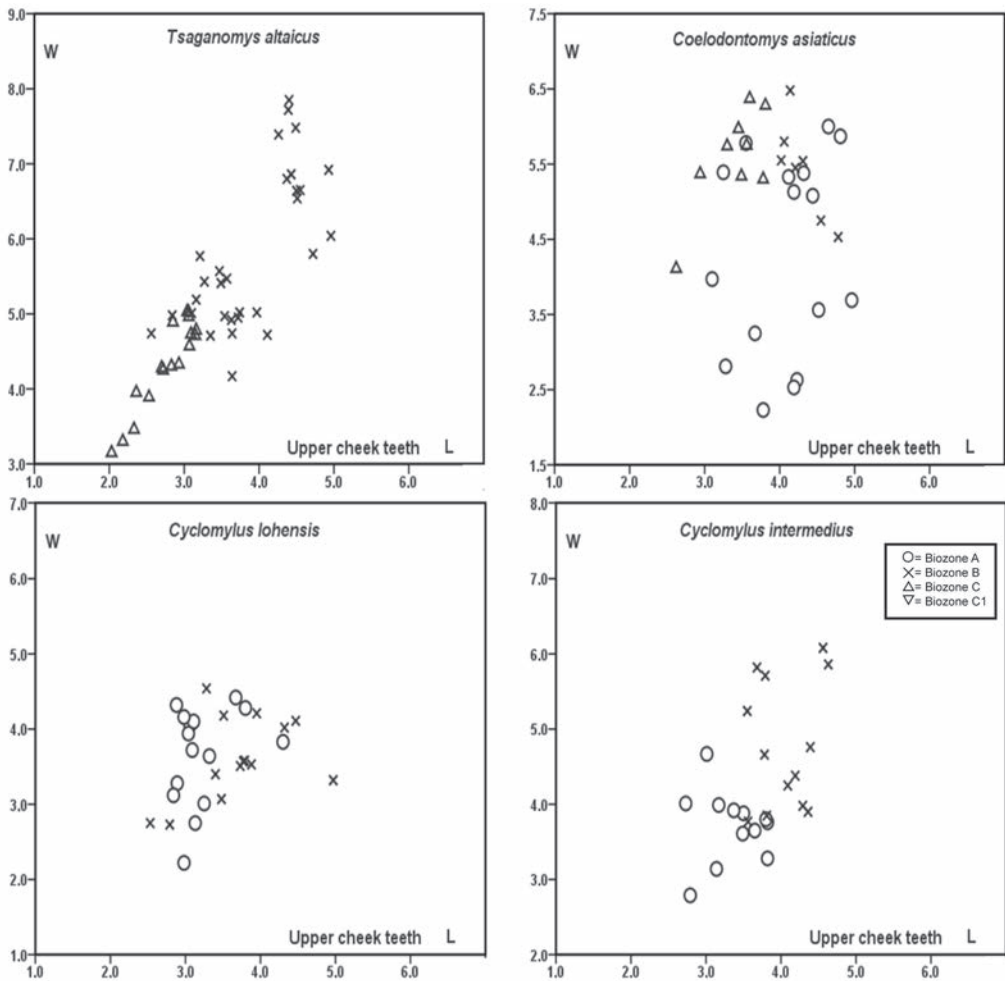 9.0
W
Tsaganomys altaicus
8.0
7.0
6.0
5.0
4.0
Upper cheek teeth L
3.0
1.0 2.0 3.0 4.0 5.0 6.0
7.5
W
Coelodontomys asiaticus
6.5
5.5
4.5
3.5
2.5
Upper cheek teeth L
1.5
1.0 2.0 3.0 4.0 5.0 6.0
7.0
W
Cyclomylus lohensis
6.0
5.0
4.0
3.0
2.0
Upper cheek teeth L
1.0
1.0 2.0 3.0 4.0 5.0 6.0
8.0
W
Cyclomylus intermedius
= Biozone A
= Biozone B
= Biozone C
= Biozone C1
7.0
6.0
5.0
4.0
3.0
Upper cheek teeth L
2.0
1.0 2.0 3.0 4.0 5.0 6.0